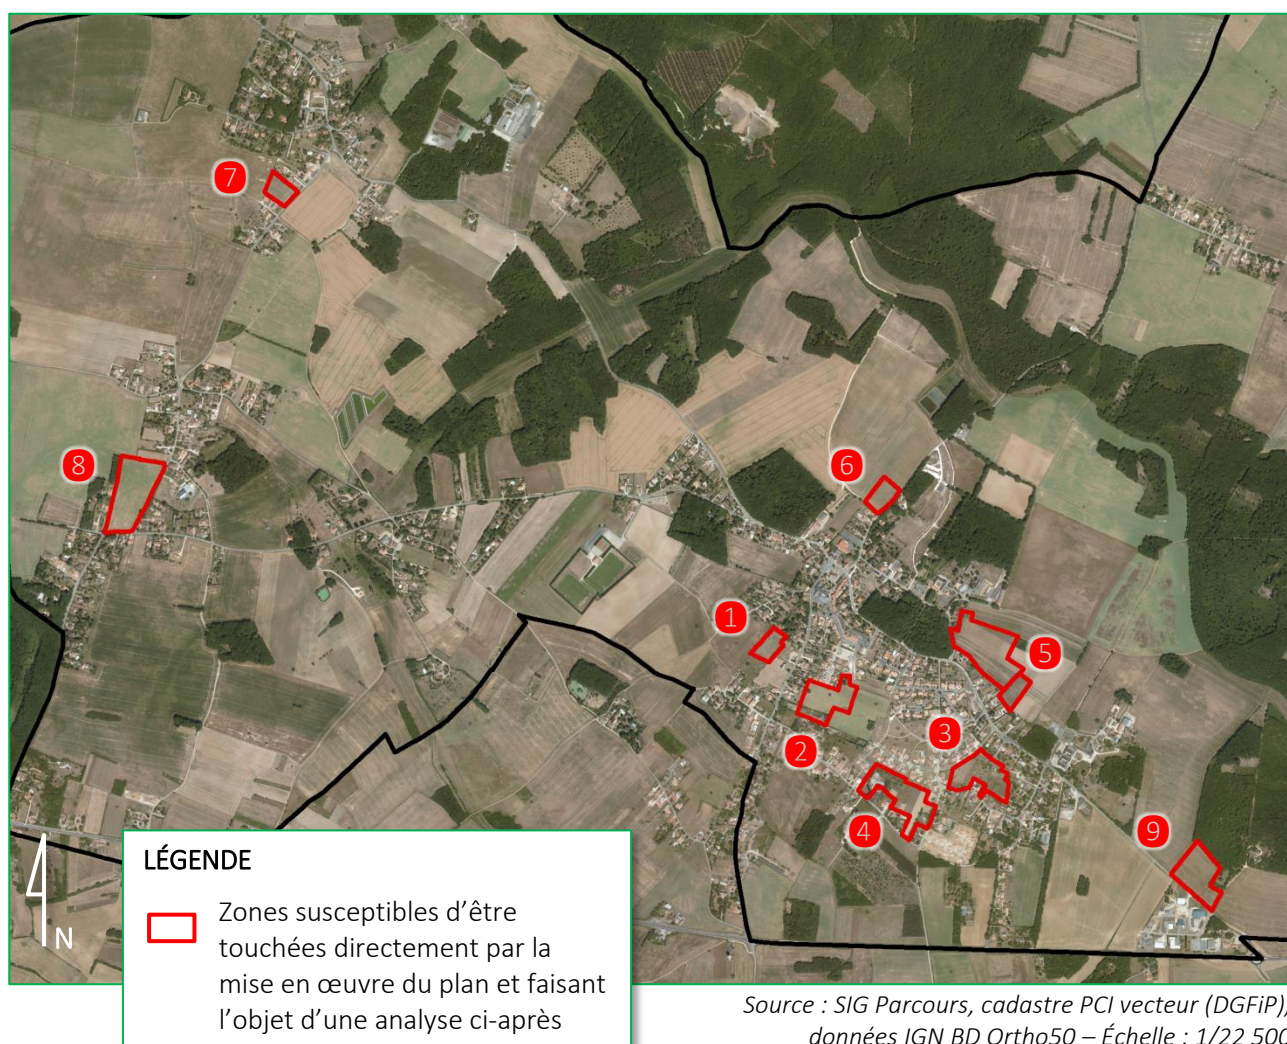 7
8
6
1
5
2
3
4
9
N
LÉGENDE
Zones susceptibles d’être
touchées directement par la
mise en œuvre du plan et faisant
l’objet d’une analyse ci-après
Source : SIG Parcours, cadastre PCI vecteur (DGFiP),
données IGN BD Ortho50 – Échelle : 1/22 500